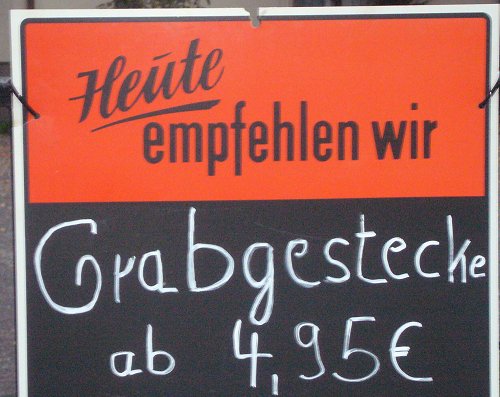 Heute
empfehlen wir
Grabgestecke
ab 4,95€